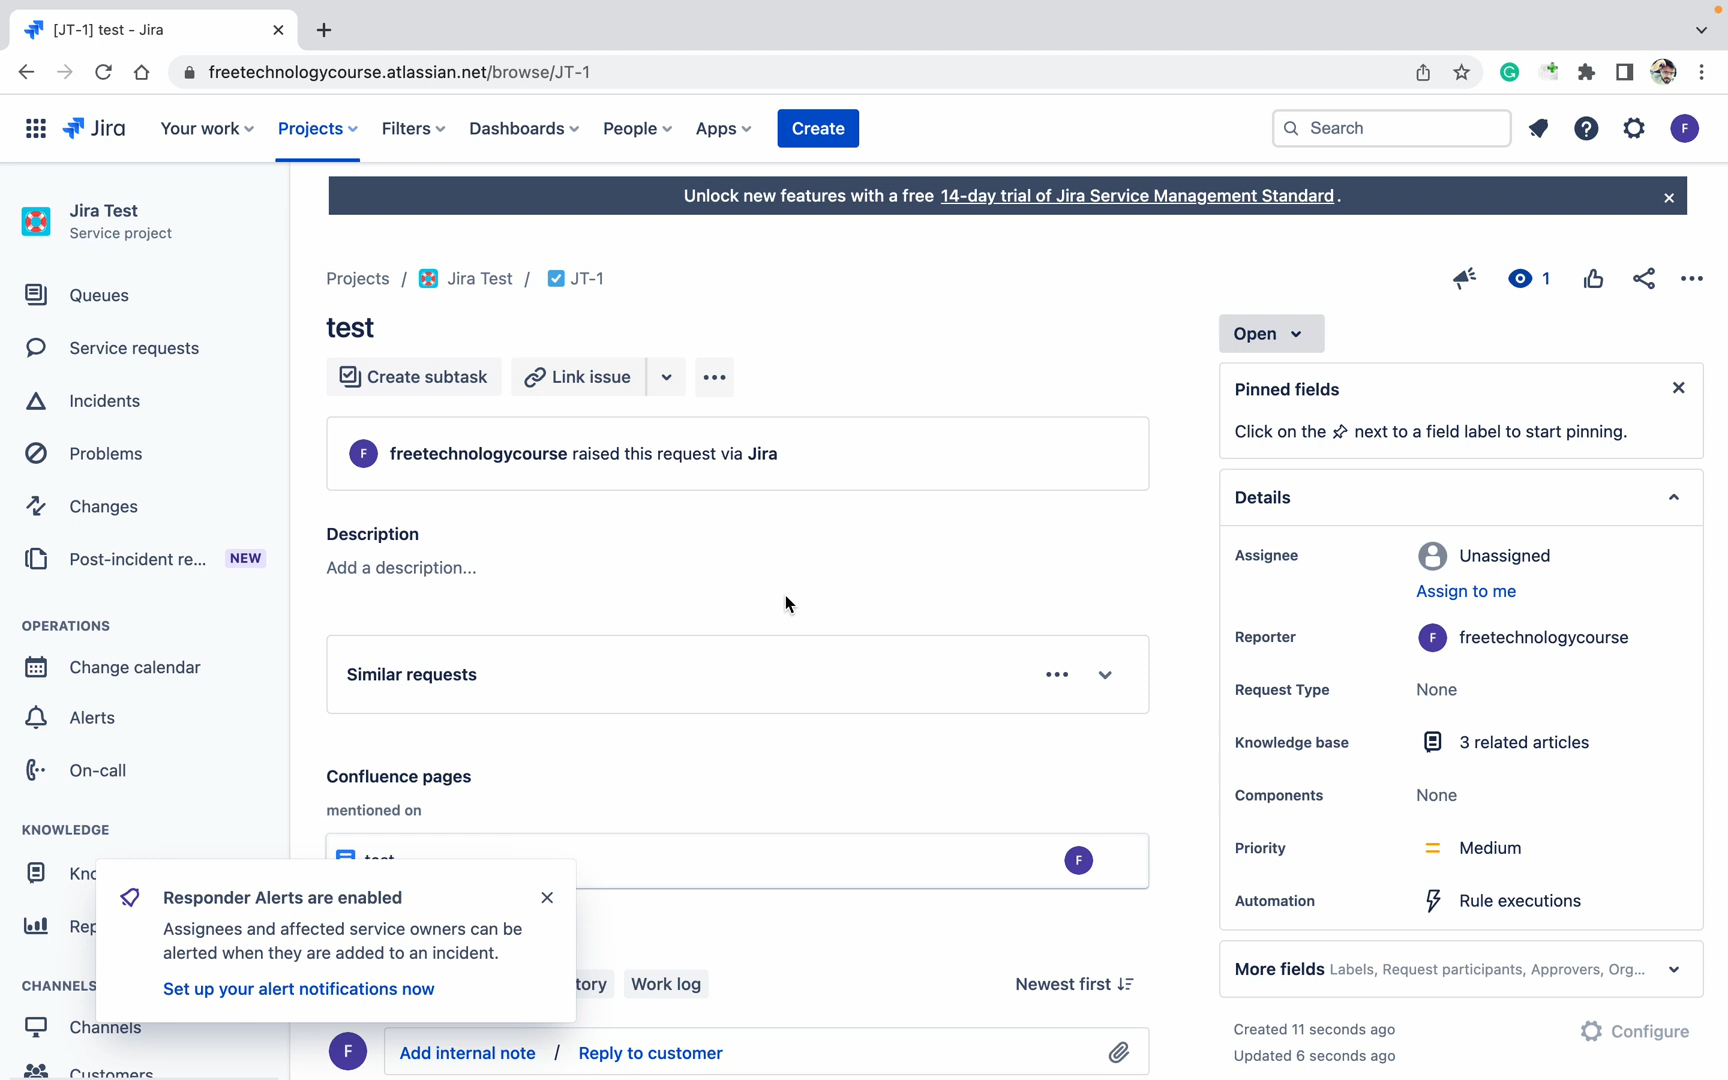 [JT-1] test - Jira
freetechnologycourse.atlassian.net/browse/JT-1
Jira Your work Projects Filters Dashboards People Apps Create Search F
Unlock new features with a free 14-day trial of Jira Service Management Standard.
Jira Test
Service project
Queues
Service requests
Incidents
Problems
Changes
Post-incident re... NEW
OPERATIONS
Change calendar
Alerts
On-call
KNOWLEDGE
Kno
Rep
CHANNELS
Channels
Customers
Projects / Jira Test / JT-1
1
test
Create subtask Link issue
F freetechnologycourse raised this request via Jira
Description
Add a description...
Similar requests
Confluence pages
mentioned on
test F
Responder Alerts are enabled
Assignees and affected service owners can be
alerted when they are added to an incident.
Set up your alert notifications now
tory Work log Newest first
F Add internal note / Reply to customer
Open
Pinned fields
Click on the next to a field label to start pinning.
Details
Assignee Unassigned
Assign to me
Reporter F freetechnologycourse
Request Type None
Knowledge base 3 related articles
Components None
Priority Medium
Automation Rule executions
More fields Labels, Request participants, Approvers, Org...
Created 11 seconds ago Configure
Updated 6 seconds ago